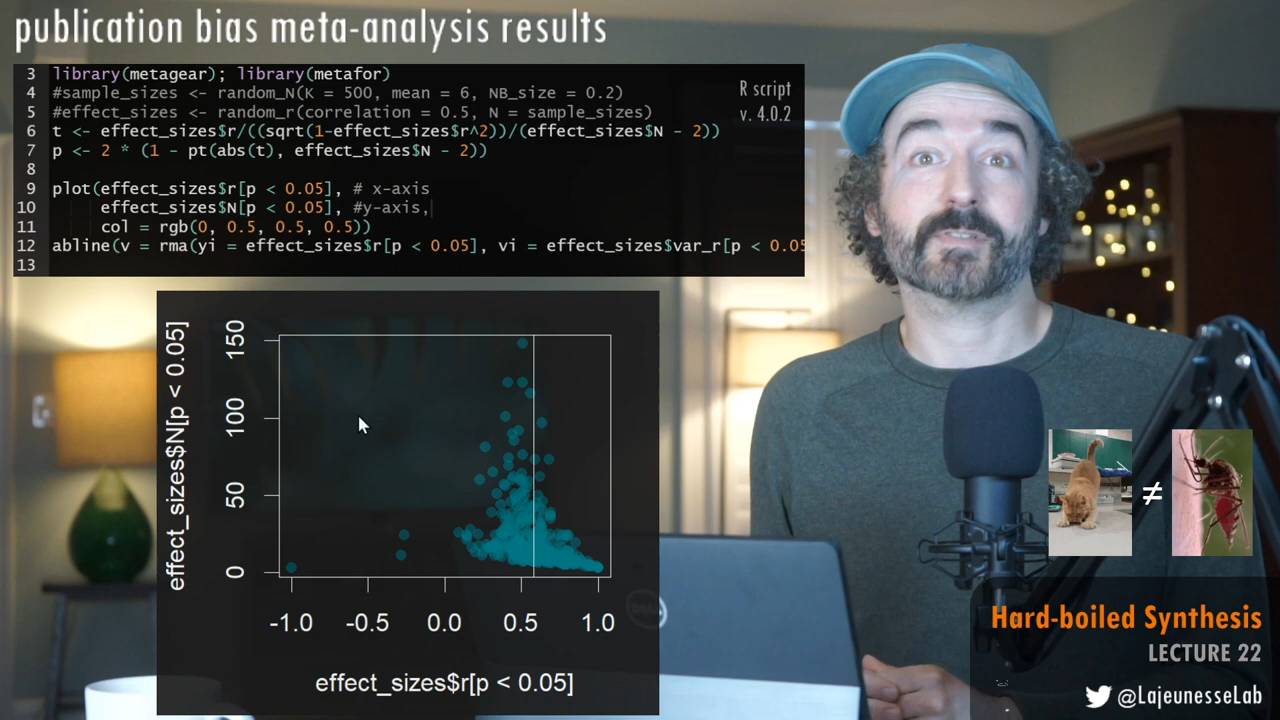 publication bias meta-analysis results
3 library(metagear); library(metafor)
4 #sample_sizes <- random_N(K = 500, mean = 6, NB_size = 0.2)
5 #effect_sizes <- random_r(correlation = 0.5, N = sample_sizes)
6 t <- effect_sizes$r/((sqrt(1-effect_sizes$r^2))/(effect_sizes$N - 2))
7 p <- 2 * (1 - pt(abs(t), effect_sizes$N - 2))
8
9 plot(effect_sizes$r[p < 0.05], # x-axis
10 effect_sizes$N[p < 0.05], #y-axis,
11 col = rgb(0, 0.5, 0.5, 0.5))
12 abline(v = rma(yi = effect_sizes$r[p < 0.05], vi = effect_sizes$var_r[p < 0.05
13
R script
v. 4.0.2
effect_sizes$N[p < 0.05]
150
100
50
0
-1.0 -0.5 0.0 0.5 1.0
effect_sizes$r[p < 0.05]
DELL
≠
Hard-boiled Synthesis
LECTURE 22
@LajeunesseLab